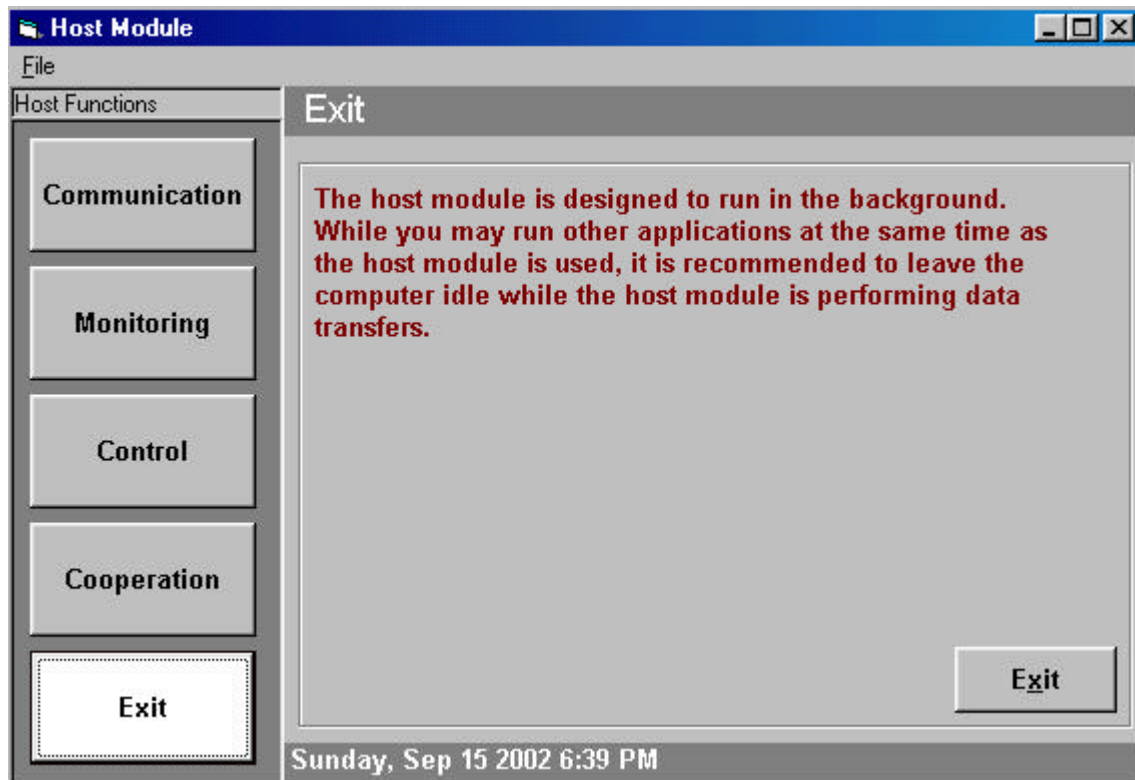 Host Module
File
Host Functions
Exit
Communication
Monitoring
Control
Cooperation
Exit
The host module is designed to run in the background.
While you may run other applications at the same time as
the host module is used, it is recommended to leave the
computer idle while the host module is performing data
transfers.
Exit
Sunday, Sep 15 2002 6:39 PM